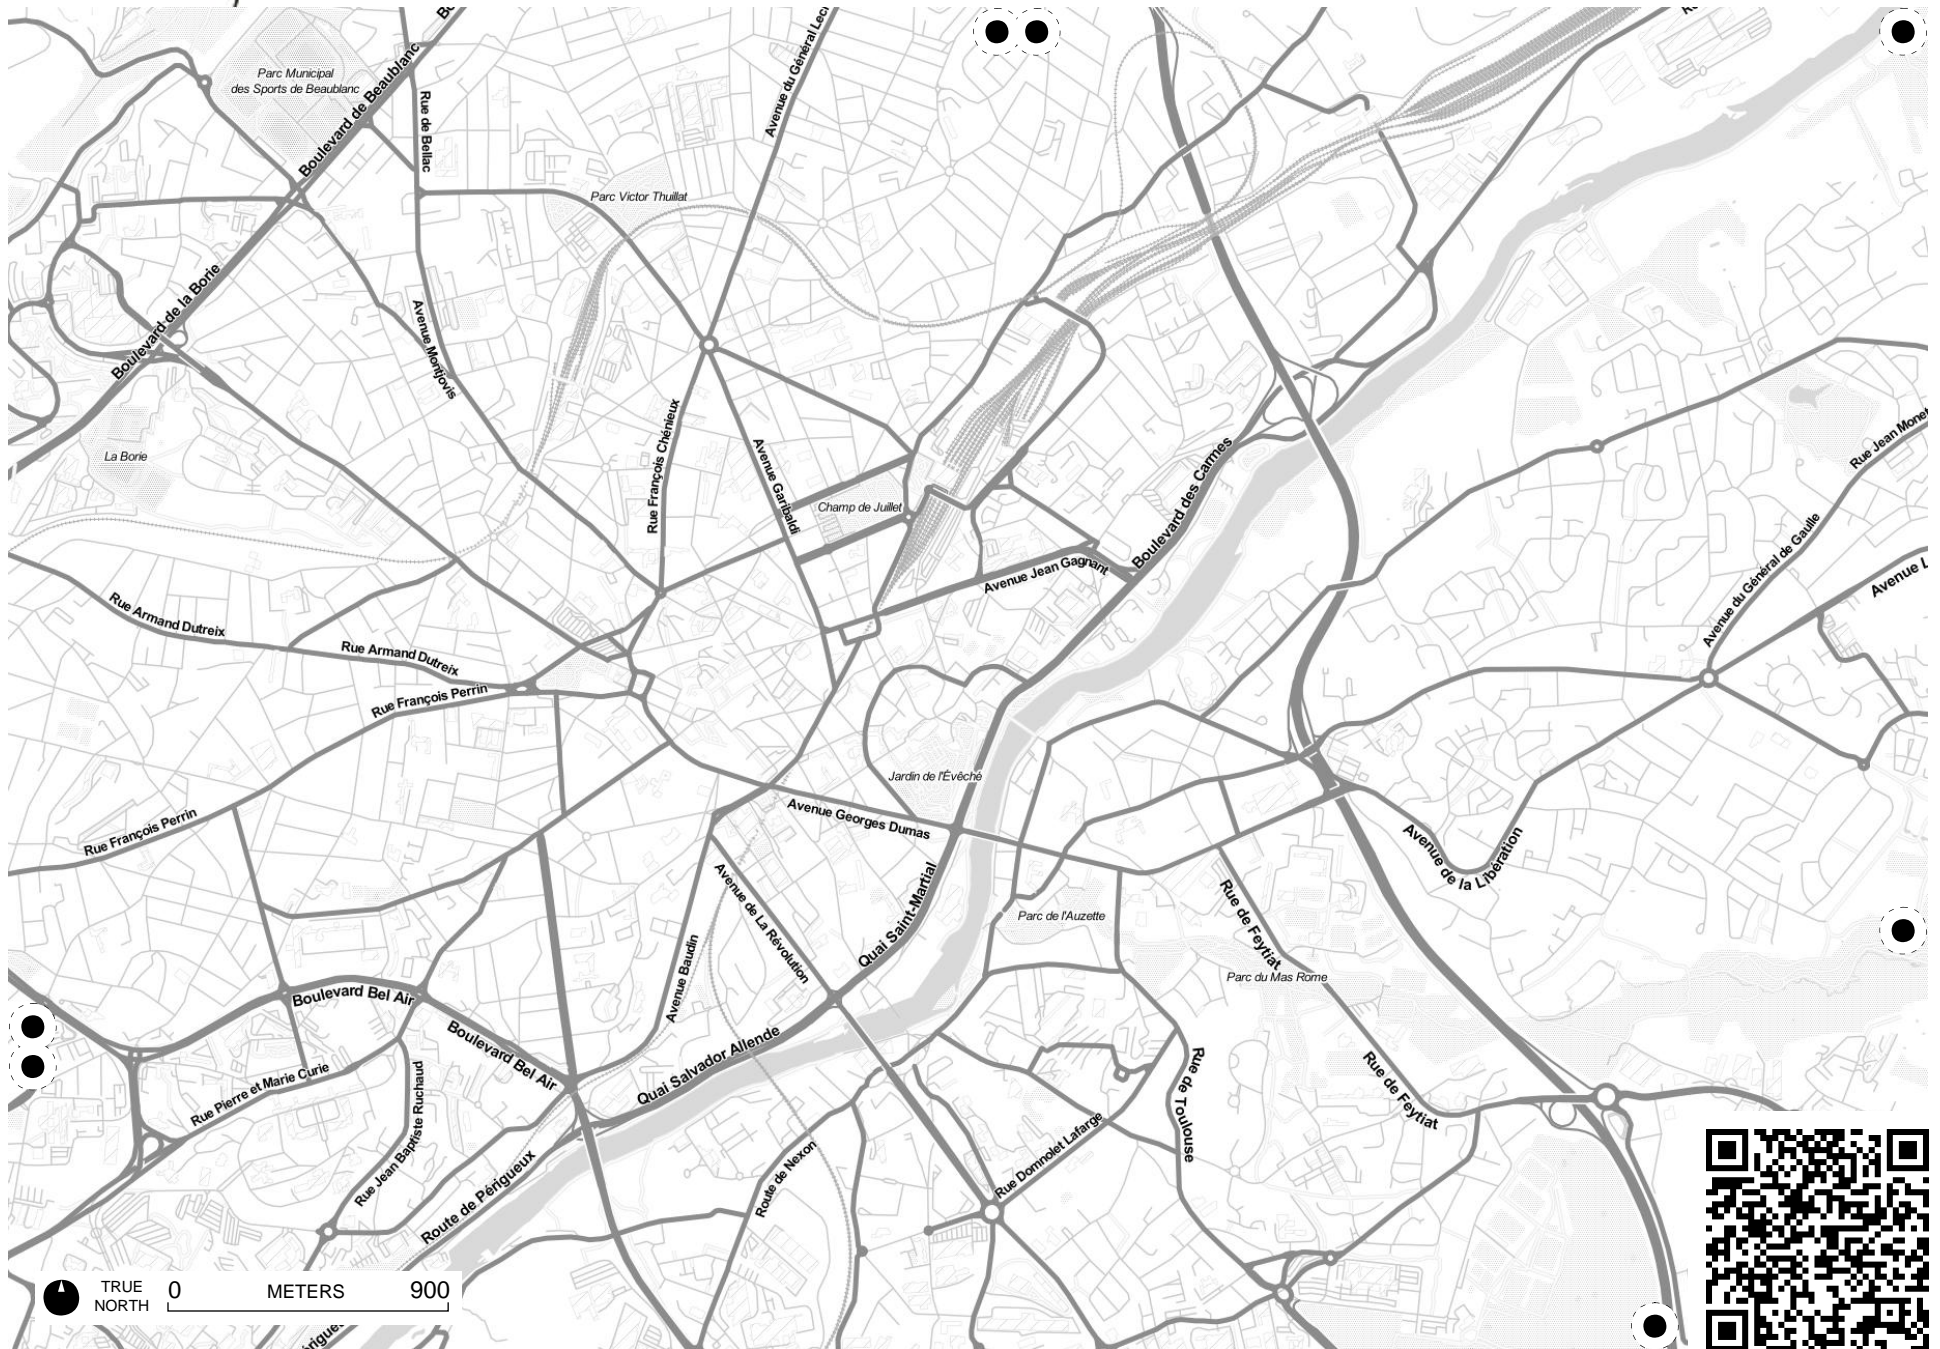 Parc Municipal
des Sports de Beaublanc
Boulevard de Beaublanc
Rue de Bellac
Avenue du Général Lecl
Parc Victor Thuillat
Boulevard de la Borie
Avenue Montjovis
La Borie
Rue François Chénieux
Avenue Garibaldi
Champ de Juillet
Boulevard des Carmes
Avenue Jean Gagnant
Rue Jean Monet
Avenue du Général de Gaulle
Avenue L
Rue Armand Dutreix
Rue Armand Dutreix
Rue François Perrin
Rue François Perrin
Jardin de l'Évêché
Avenue Georges Dumas
Avenue de la Libération
Avenue de La Révolution
Quai Saint-Martial
Parc de l'Auzette
Rue de Feytiat
Parc du Mas Rome
Avenue Baudin
Boulevard Bel Air
Boulevard Bel Air
Quai Salvador Allende
Rue Pierre et Marie Curie
Rue Jean Baptiste Ruchaud
Route de Périgueux
Route de Nexon
Rue Domnolet Lafarge
Rue de Toulouse
Rue de Feytiat
TRUE
NORTH
0 METERS 900
érigue